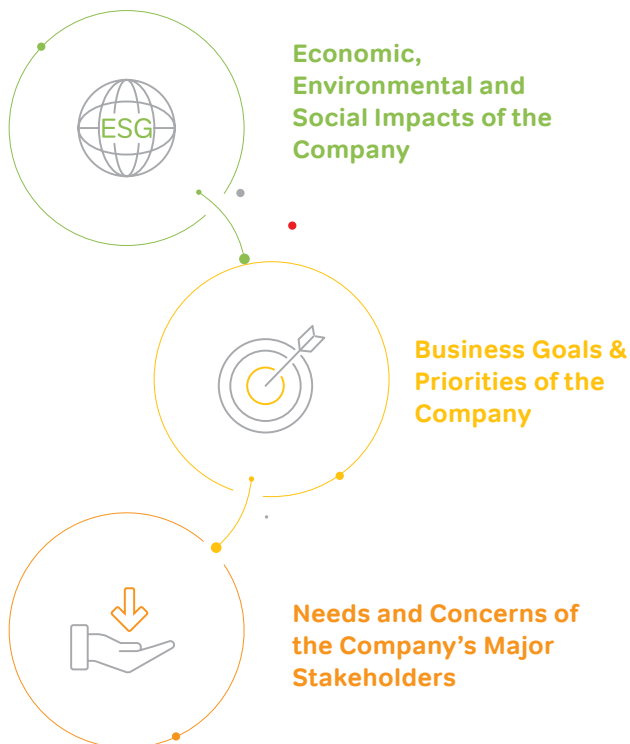 Economic,
Environmental and
Social Impacts of the
Company
ESG
Business Goals &
Priorities of the
Company
Needs and Concerns of
the Company’s Major
Stakeholders